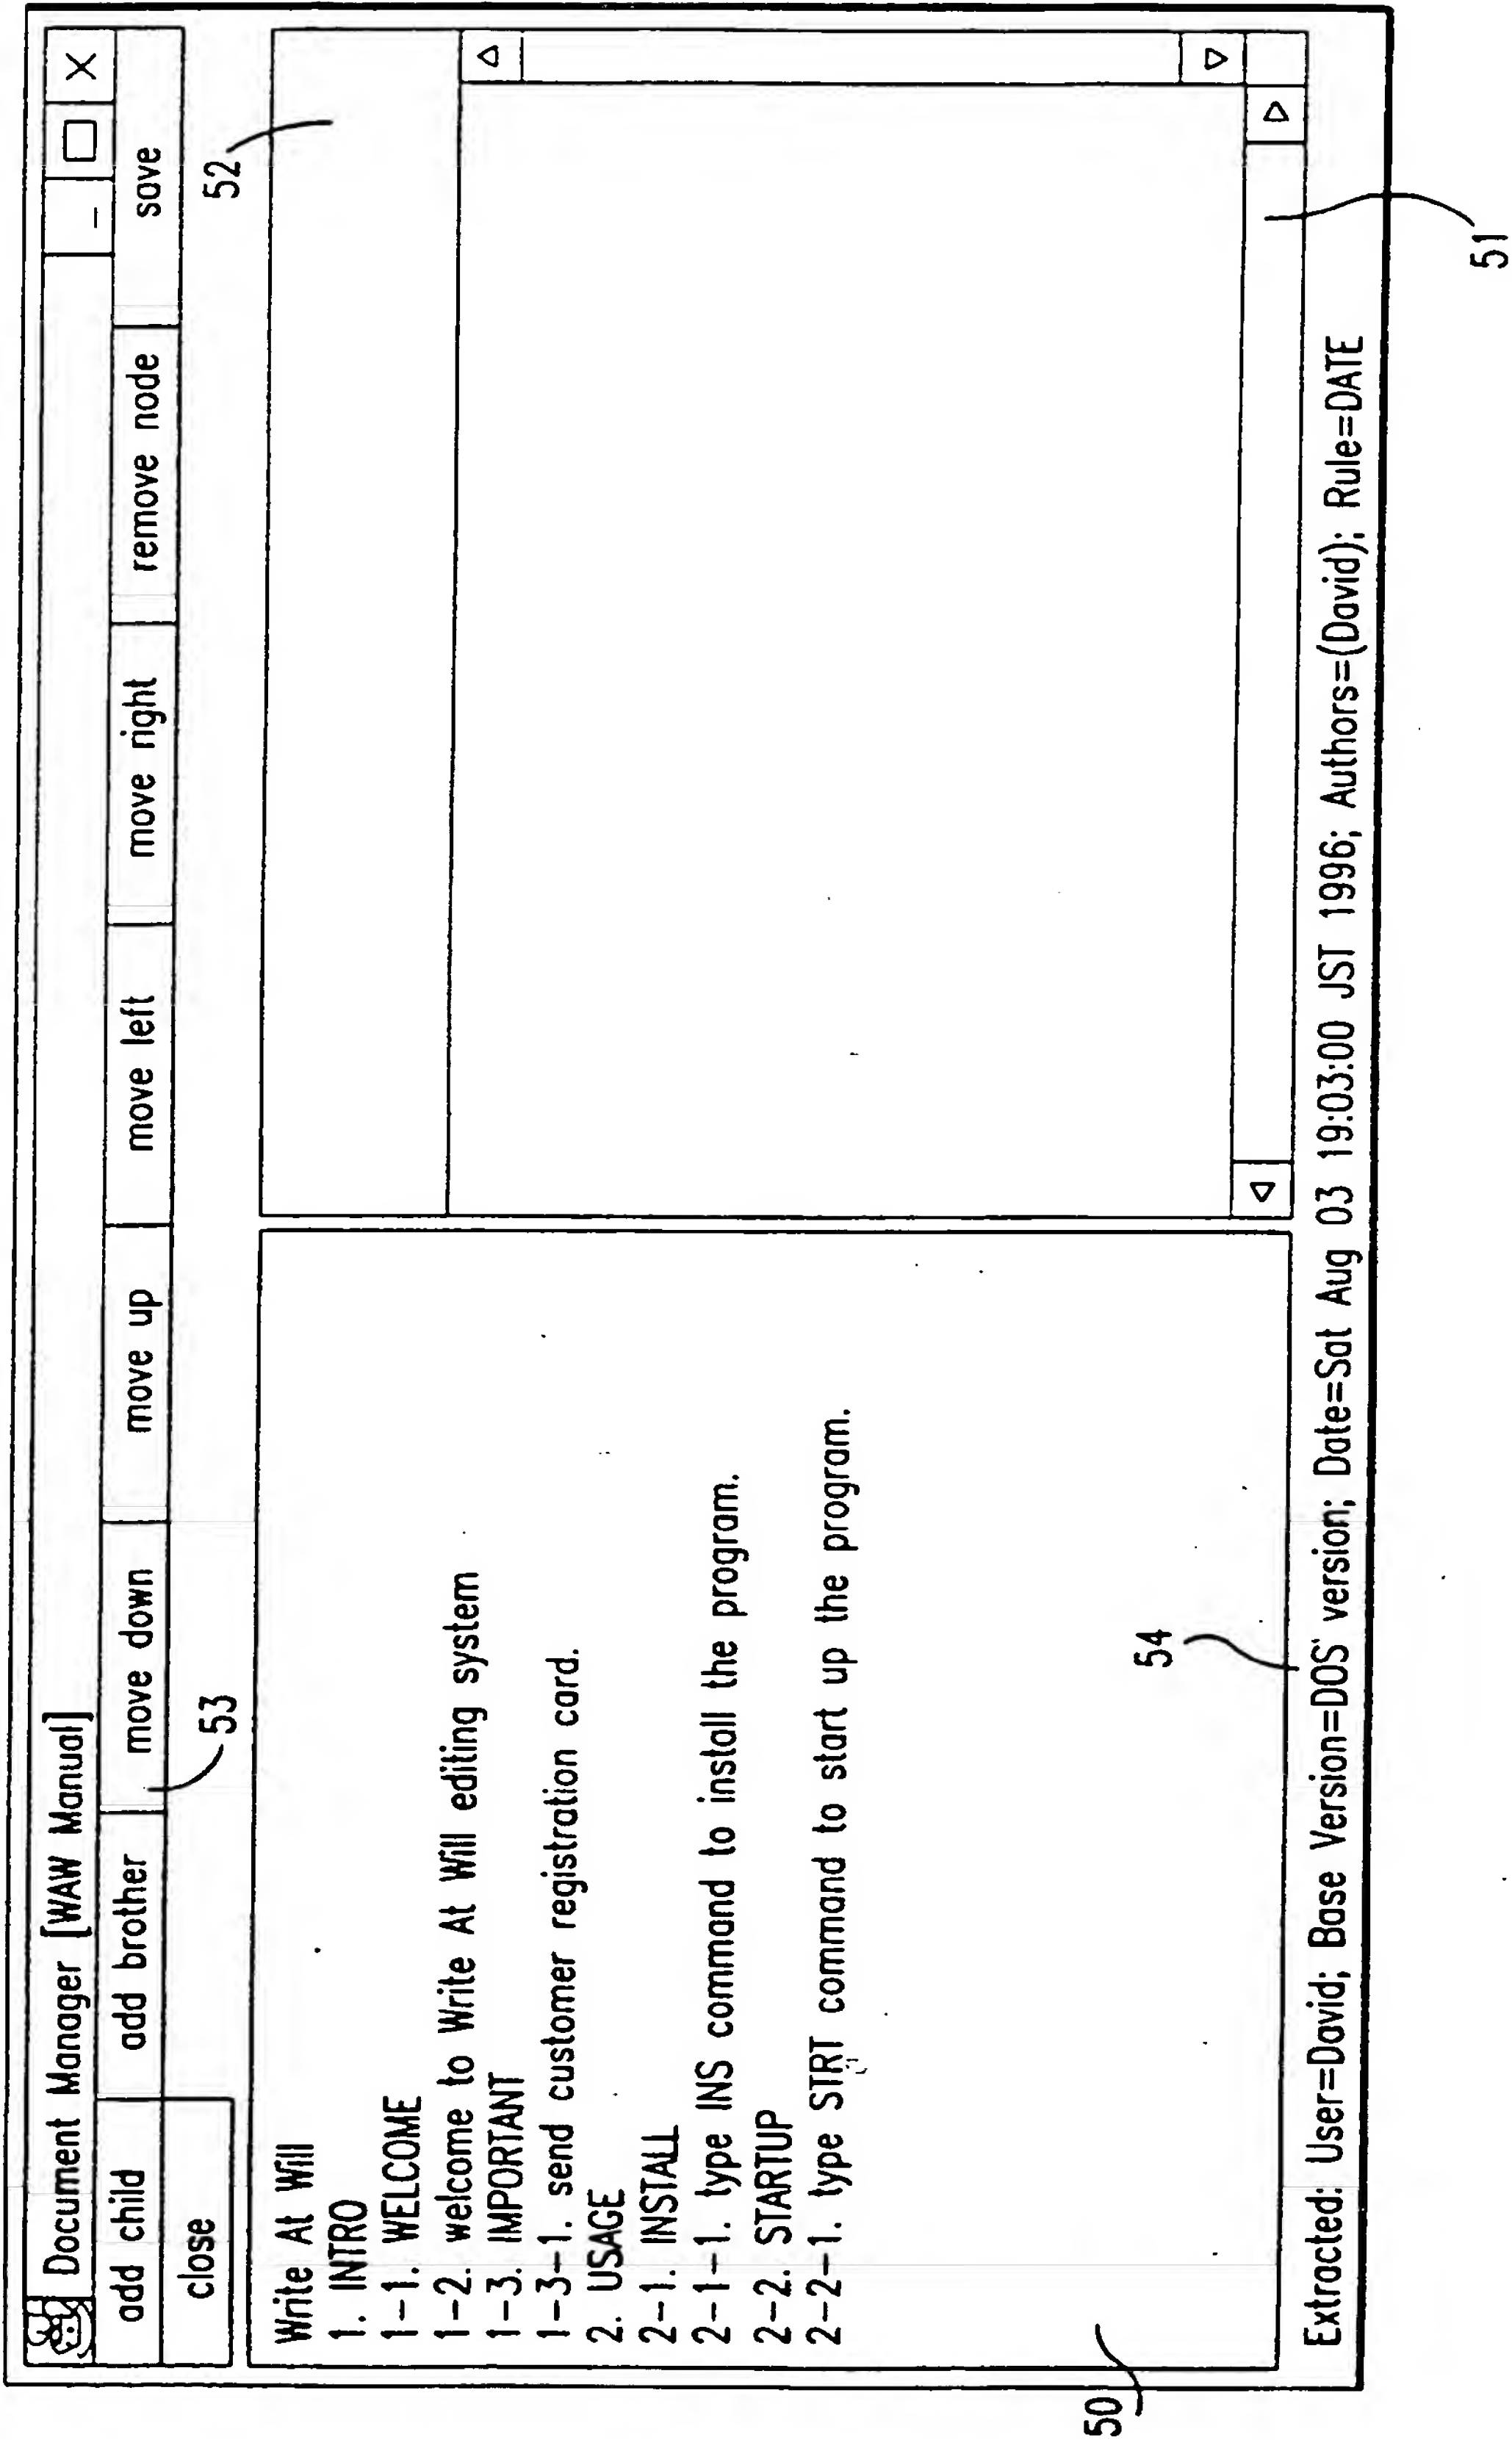 Document Manager [WAW Manual]
_ □ X
add child add brother move down move up move left move right remove node save
close
53
52
Write At Will
1. INTRO
1-1. WELCOME
1-2. welcome to Write At Will editing system
1-3. IMPORTANT
1-3-1. send customer registration card.
2. USAGE
2-1. INSTALL
2-1-1. type INS command to install the program.
2-2. STARTUP
2-2-1. type STRT command to start up the program.
50
54
Extracted: User=David; Base Version=DOS version; Date=Sat Aug 03 19:03:00 JST 1996; Authors=(David); Rule=DATE
51